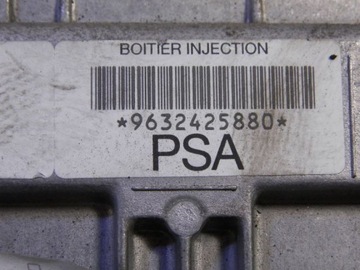 BOITIER INJECTION
*9632425880*
PSA